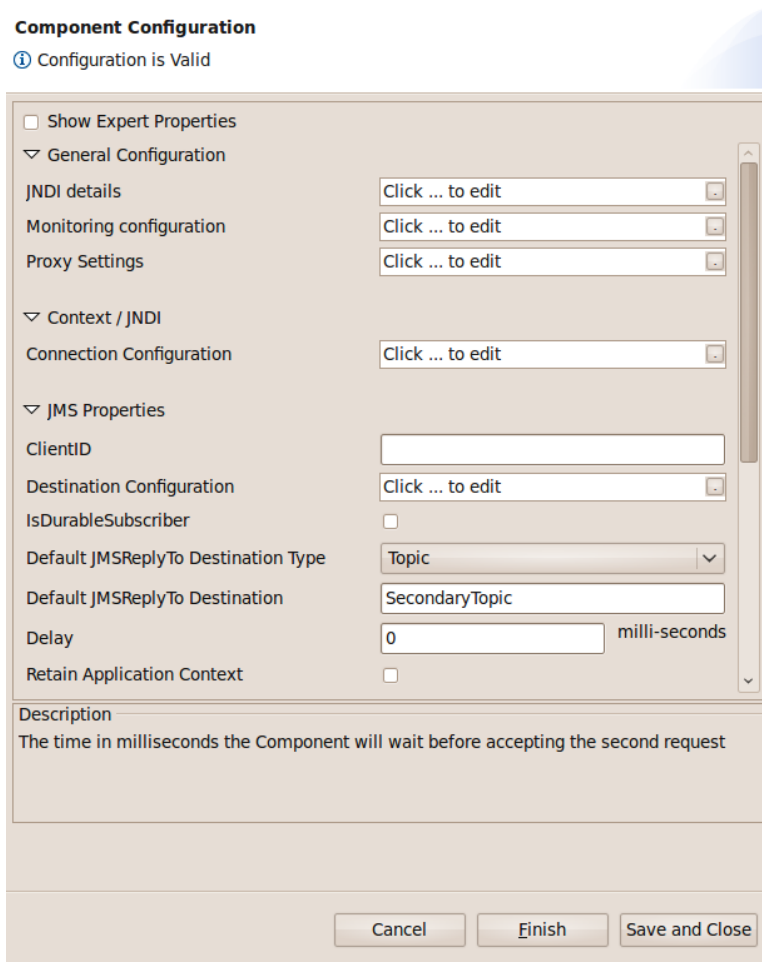 Component Configuration
Configuration is Valid
Show Expert Properties
General Configuration
JNDI details Click ... to edit
Monitoring configuration Click ... to edit
Proxy Settings Click ... to edit
Context / JNDI
Connection Configuration Click ... to edit
JMS Properties
ClientID
Destination Configuration Click ... to edit
IsDurableSubscriber
Default JMSReplyTo Destination Type Topic
Default JMSReplyTo Destination SecondaryTopic
Delay 0 milli-seconds
Retain Application Context
Description
The time in milliseconds the Component will wait before accepting the second request
Cancel Finish Save and Close